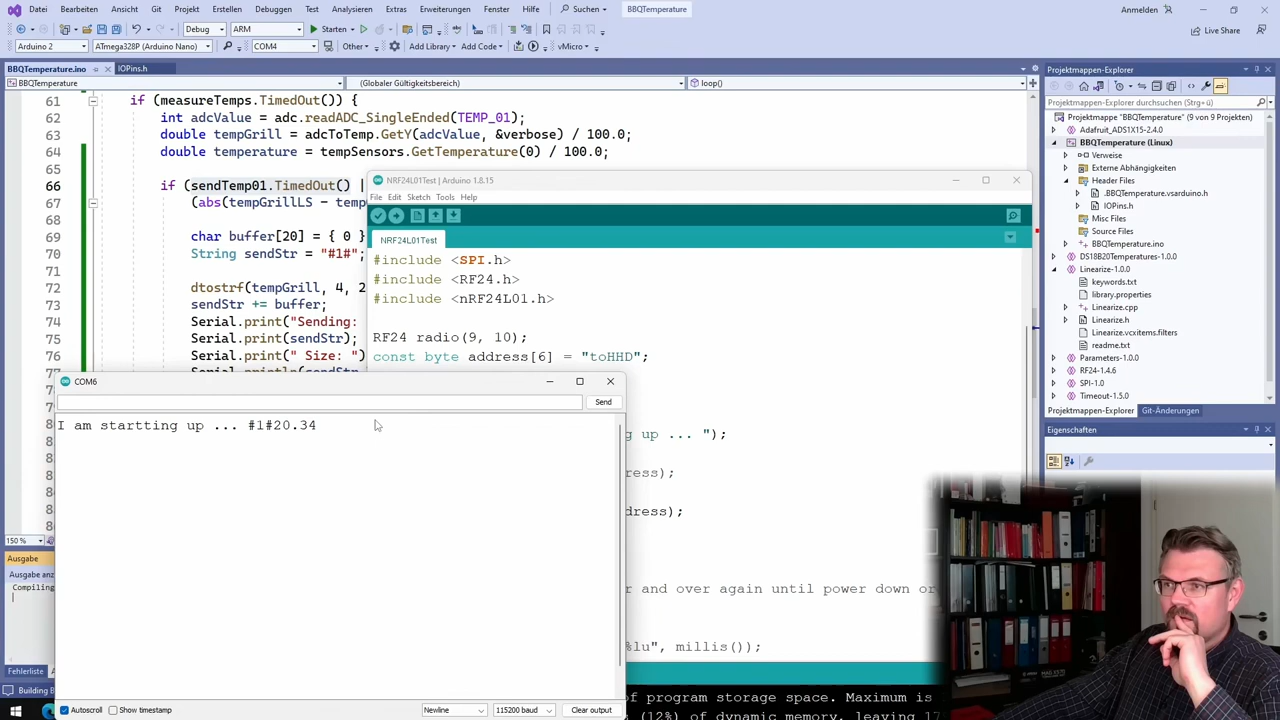 Datei Bearbeiten Ansicht Git Projekt Erstellen Debuggen Test Analysieren Extras Erweiterungen Fenster Hilfe Suchen BBQTemperature Anmelden
Debug ARM Starten Live Share
Arduino 2 ATmega328P (Arduino Nano) COM4 Other Add Library Add Code vMicro
BBQTemperature.ino IOPins.h
BBQTemperature (Globaler Gültigkeitsbereich) loop()
61 if (measureTemps.TimedOut()) {
62 int adcValue = adc.readADC_SingleEnded(TEMP_01);
63 double tempGrill = adcToTemp.GetY(adcValue, &verbose) / 100.0;
64 double temperature = tempSensors.GetTemperature(0) / 100.0;
65
66 if (sendTemp01.TimedOut() |
67 (abs(tempGrillLS - temp
68
69 char buffer[20] = { 0 }
70 String sendStr = "#1#";
71
72 dtostrf(tempGrill, 4, 2
73 sendStr += buffer;
74 Serial.print("Sending:
75 Serial.print(sendStr);
76 Serial.print(" Size: ")
Serial.println(sendStr
150 %
Ausgabe
Ausgabe anz
Compiling
Fehlerliste
Building B
NRF24L01Test | Arduino 1.8.15
File Edit Sketch Tools Help
NRF24L01Test
#include <SPI.h>
#include <RF24.h>
#include <nRF24L01.h>
RF24 radio(9, 10);
const byte address[6] = "toHHD";
g up ... ");
ess);
dress);
r and over again until power down or
%lu", millis());
of program storage space. Maximum is
(12%) of dynamic memory, leaving 17
COM6
Send
I am startting up ... #1#20.34
Autoscroll Show timestamp Newline 115200 baud Clear output
Projektmappen-Explorer
Projektmappen-Explorer durchsuchen (Strg+ü)
Projektmappe "BBQTemperature" (9 von 9 Projekten)
Adafruit_ADS1X15-2.4.0
BBQTemperature (Linux)
Verweise
Externe Abhängigkeiten
Header Files
.BBQTemperature.vsarduino.h
IOPins.h
Misc Files
Source Files
BBQTemperature.ino
DS18B20Temperatures-1.0.0
Linearize-1.0.0
keywords.txt
library.properties
Linearize.cpp
Linearize.h
Linearize.vcxitems.filters
readme.txt
Parameters-1.0.0
RF24-1.4.6
SPI-1.0
Timeout-1.5.0
Projektmappen-Explorer Git-Änderungen
Eigenschaften